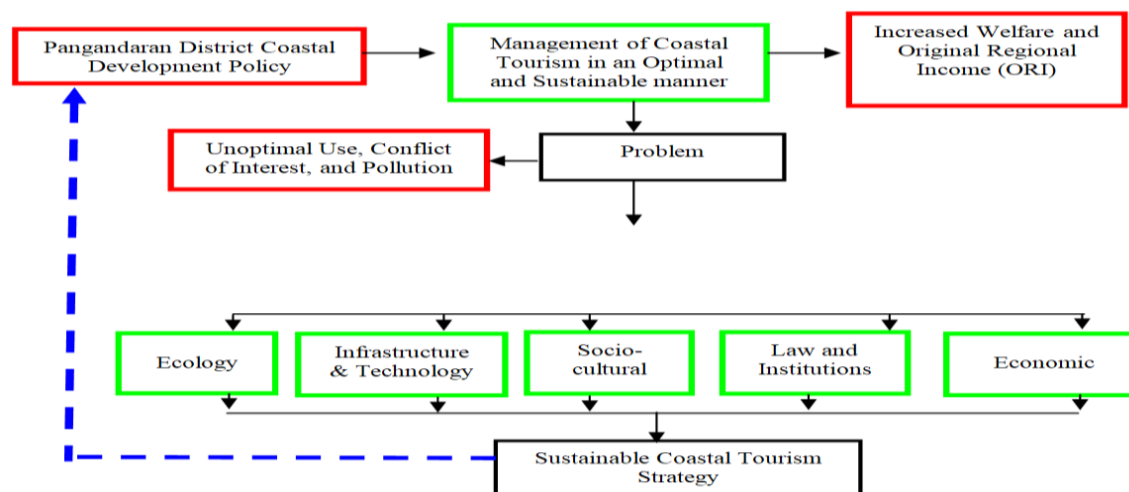 Pangandaran District Coastal
Development Policy
Management of Coastal
Tourism in an Optimal
and Sustainable manner
Increased Welfare and
Original Regional
Income (ORI)
Unoptimal Use, Conflict
of Interest, and Pollution
Problem
Ecology
Infrastructure
& Technology
Socio-
cultural
Law and
Institutions
Economic
Sustainable Coastal Tourism
Strategy